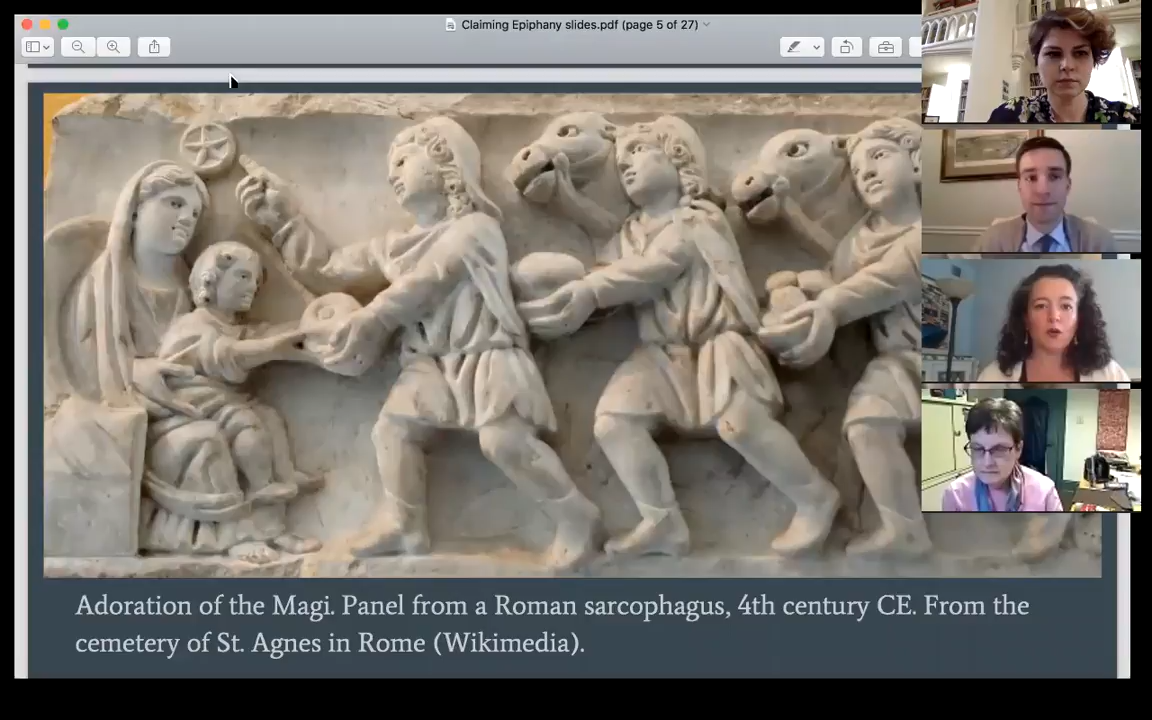 Claiming Epiphany slides.pdf (page 5 of 27)
Adoration of the Magi. Panel from a Roman sarcophagus, 4th century CE. From the
cemetery of St. Agnes in Rome (Wikimedia).